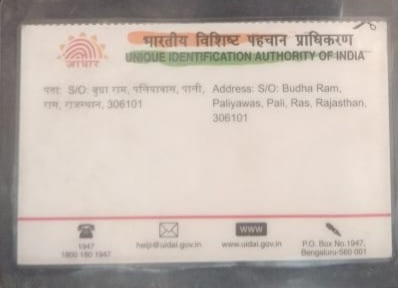 भारतीय विशिष्ट पहचान प्राधिकरण
UNIQUE IDENTIFICATION AUTHORITY OF INDIA
आधार
पता: S/O: बुधा राम, पलियावास, पाली,
राम, राजस्थान, 306101
Address: S/O: Budha Ram,
Paliyawas, Pali, Ras, Rajasthan,
306101
1947
1800 180 1947
help@uidai.gov.in
WWW
www.uidai.gov.in
P.O. Box No.1947,
Bengaluru-560 001